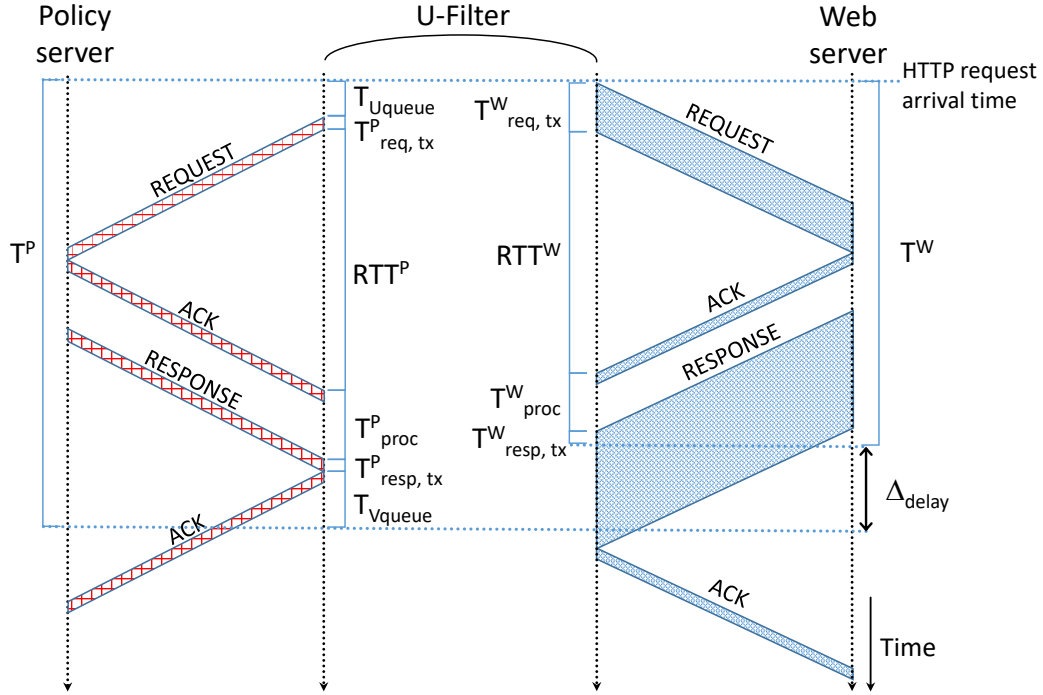 Policy
server
U-Filter
Web
server
HTTP request
arrival time
T_Uqueue
T^P_req, tx
T^W_req, tx
REQUEST
REQUEST
T^P
RTT^P
RTT^W
T^W
ACK
ACK
RESPONSE
RESPONSE
T^P_proc
T^W_proc
T^P_resp, tx
T^W_resp, tx
T_Vqueue
Δ_delay
ACK
ACK
Time